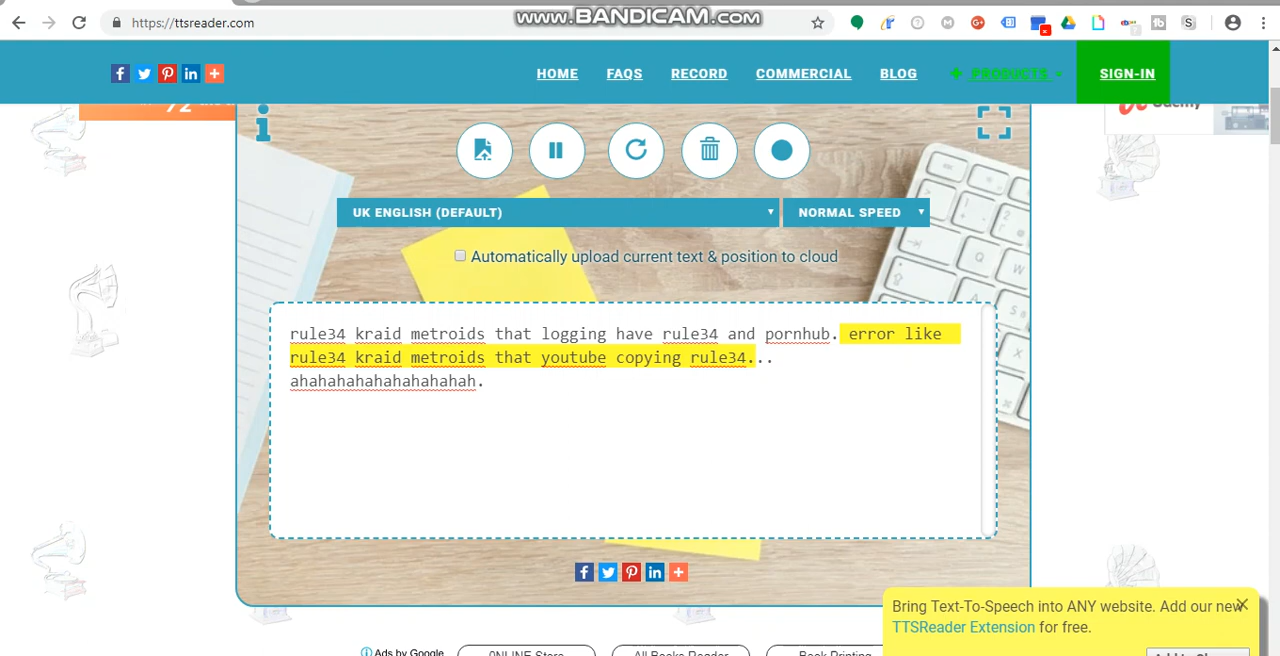 www.BANDICAM.com
https://ttsreader.com
HOME FAQS RECORD COMMERCIAL BLOG + PRODUCTS SIGN-IN
UK ENGLISH (DEFAULT) NORMAL SPEED
Automatically upload current text & position to cloud
rule34 kraid metroids that logging have rule34 and pornhub. error like
rule34 kraid metroids that youtube copying rule34...
ahahahahahahahahah.
Bring Text-To-Speech into ANY website. Add our new
TTSReader Extension for free.
Ads by Google